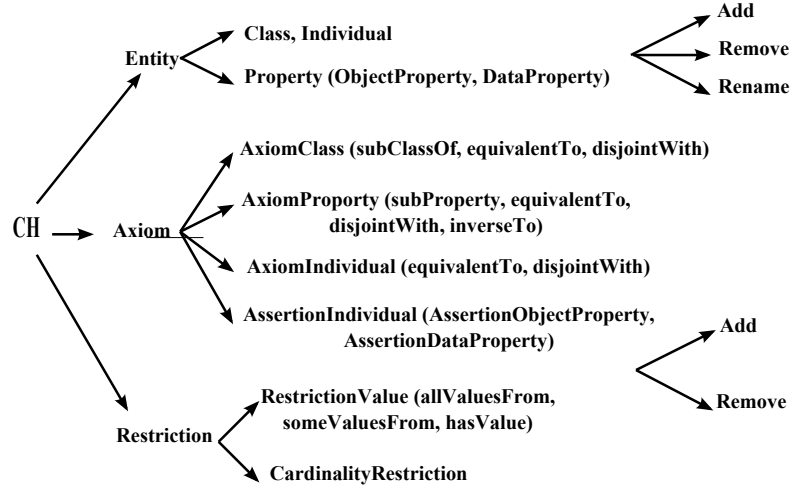 Add
Class, Individual
Entity
Remove
Property (ObjectProperty, DataProperty)
Rename
AxiomClass (subClassOf, equivalentTo, disjointWith)
AxiomProporty (subProperty, equivalentTo,
disjointWith, inverseTo)
CH
Axiom
AxiomIndividual (equivalentTo, disjointWith)
AssertionIndividual (AssertionObjectProperty,
AssertionDataProperty)
Add
Remove
RestrictionValue (allValuesFrom,
someValuesFrom, hasValue)
Restriction
CardinalityRestriction